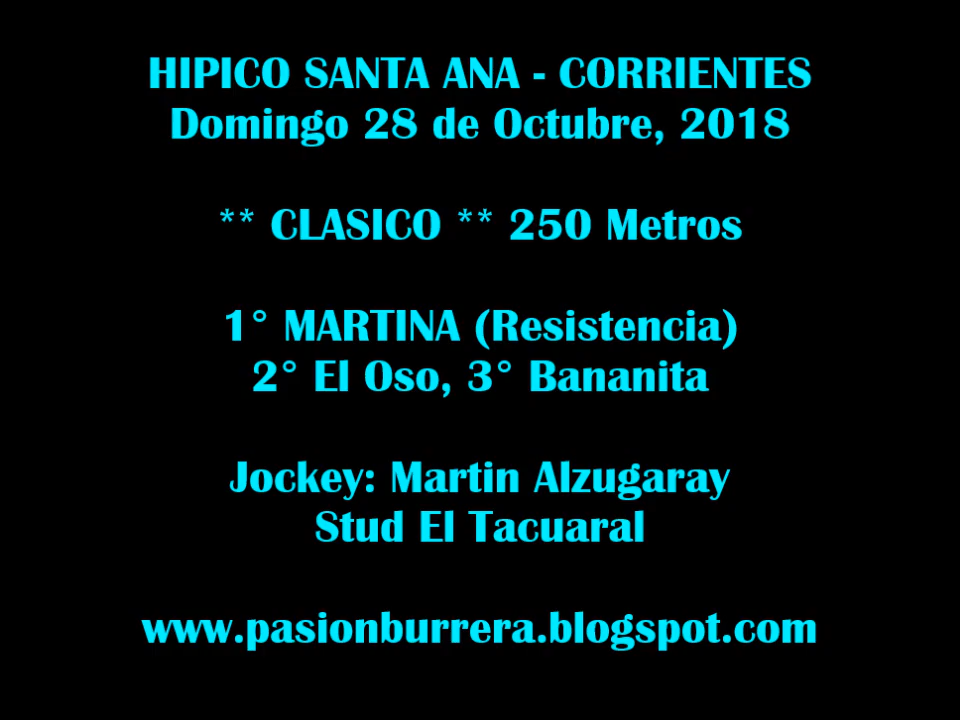 HIPICO SANTA ANA - CORRIENTES
Domingo 28 de Octubre, 2018
** CLASICO ** 250 Metros
1° MARTINA (Resistencia)
2° El Oso, 3° Bananita
Jockey: Martin Alzugaray
Stud El Tacuaral
www.pasionburrera.blogspot.com